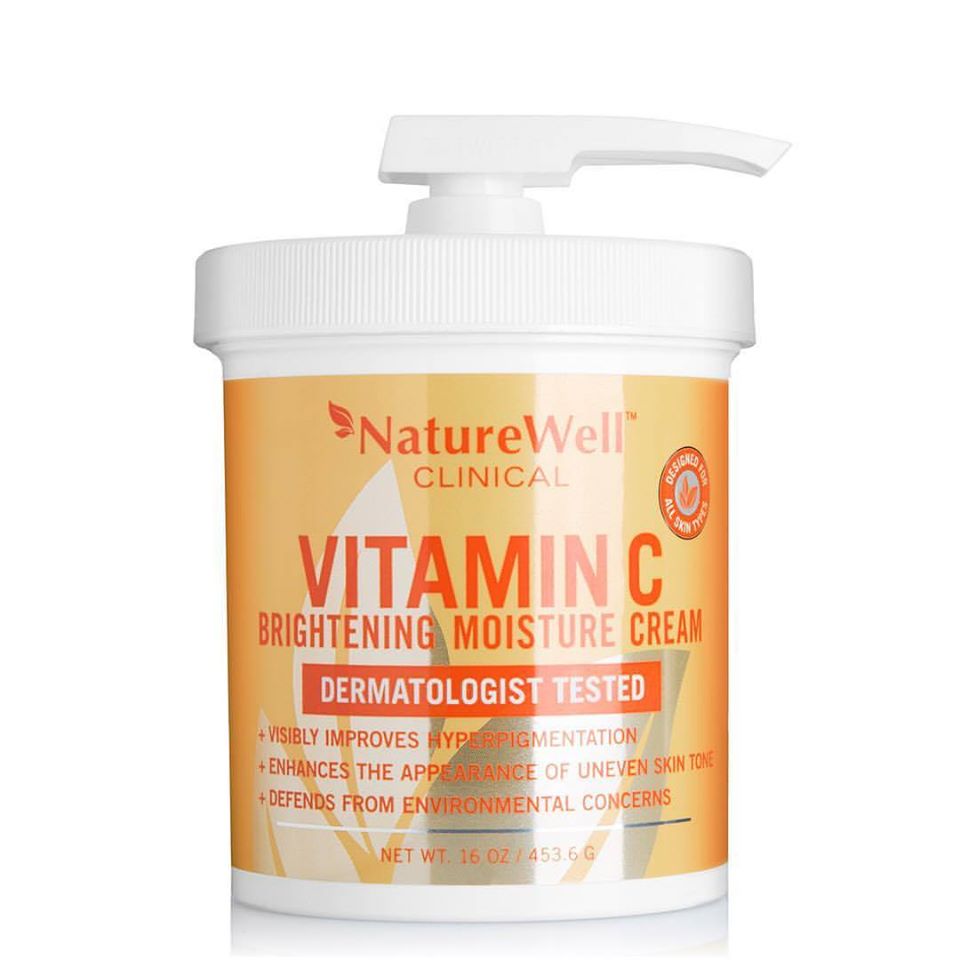 NatureWell™
CLINICAL
DESIGNED FOR
ALL SKIN TYPES
VITAMIN C
BRIGHTENING MOISTURE CREAM
DERMATOLOGIST TESTED
+ VISIBLY IMPROVES HYPERPIGMENTATION
+ ENHANCES THE APPEARANCE OF UNEVEN SKIN TONE
+ DEFENDS FROM ENVIRONMENTAL CONCERNS
NET WT. 16 OZ / 453.6 G